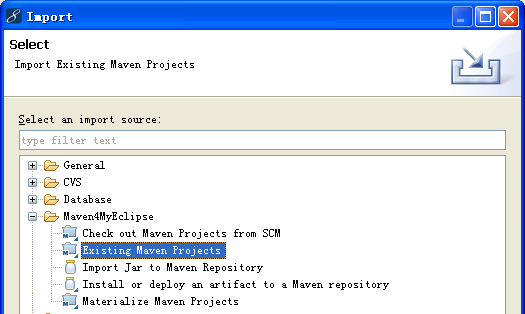 Import
Select
Import Existing Maven Projects
Select an import source:
type filter text
General
CVS
Database
Maven4MyEclipse
Check out Maven Projects from SCM
Existing Maven Projects
Import Jar to Maven Repository
Install or deploy an artifact to a Maven repository
Materialize Maven Projects